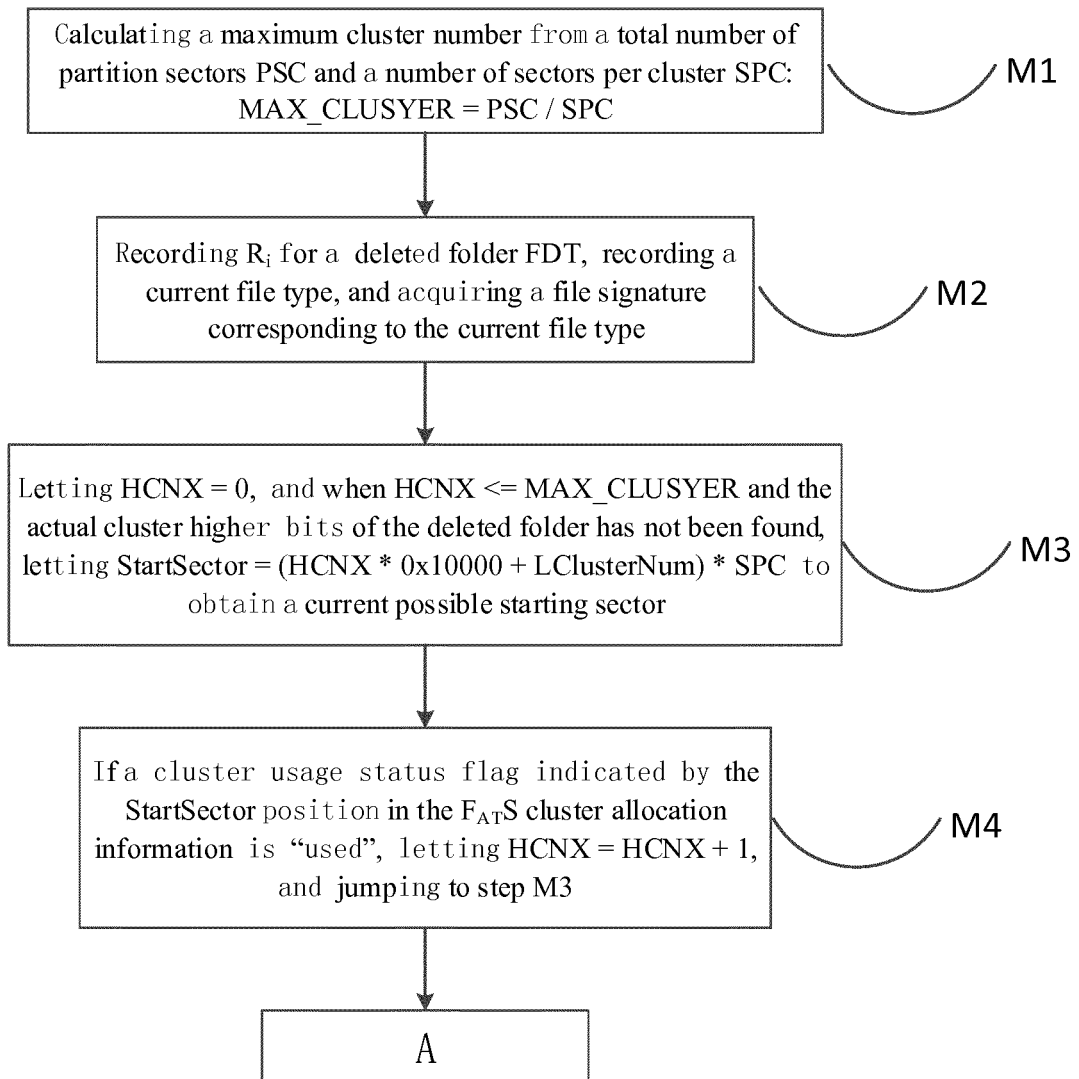 Calculating a maximum cluster number from a total number of
partition sectors PSC and a number of sectors per cluster SPC:
MAX_CLUSYER = PSC / SPC
M1
Recording Ri for a deleted folder FDT, recording a
current file type, and acquiring a file signature
corresponding to the current file type
M2
Letting HCNX = 0, and when HCNX <= MAX_CLUSYER and the
actual cluster higher bits of the deleted folder has not been found,
letting StartSector = (HCNX * 0x10000 + LClusterNum) * SPC to
obtain a current possible starting sector
M3
If a cluster usage status flag indicated by the
StartSector position in the FATS cluster allocation
information is “used”, letting HCNX = HCNX + 1,
and jumping to step M3
M4
A